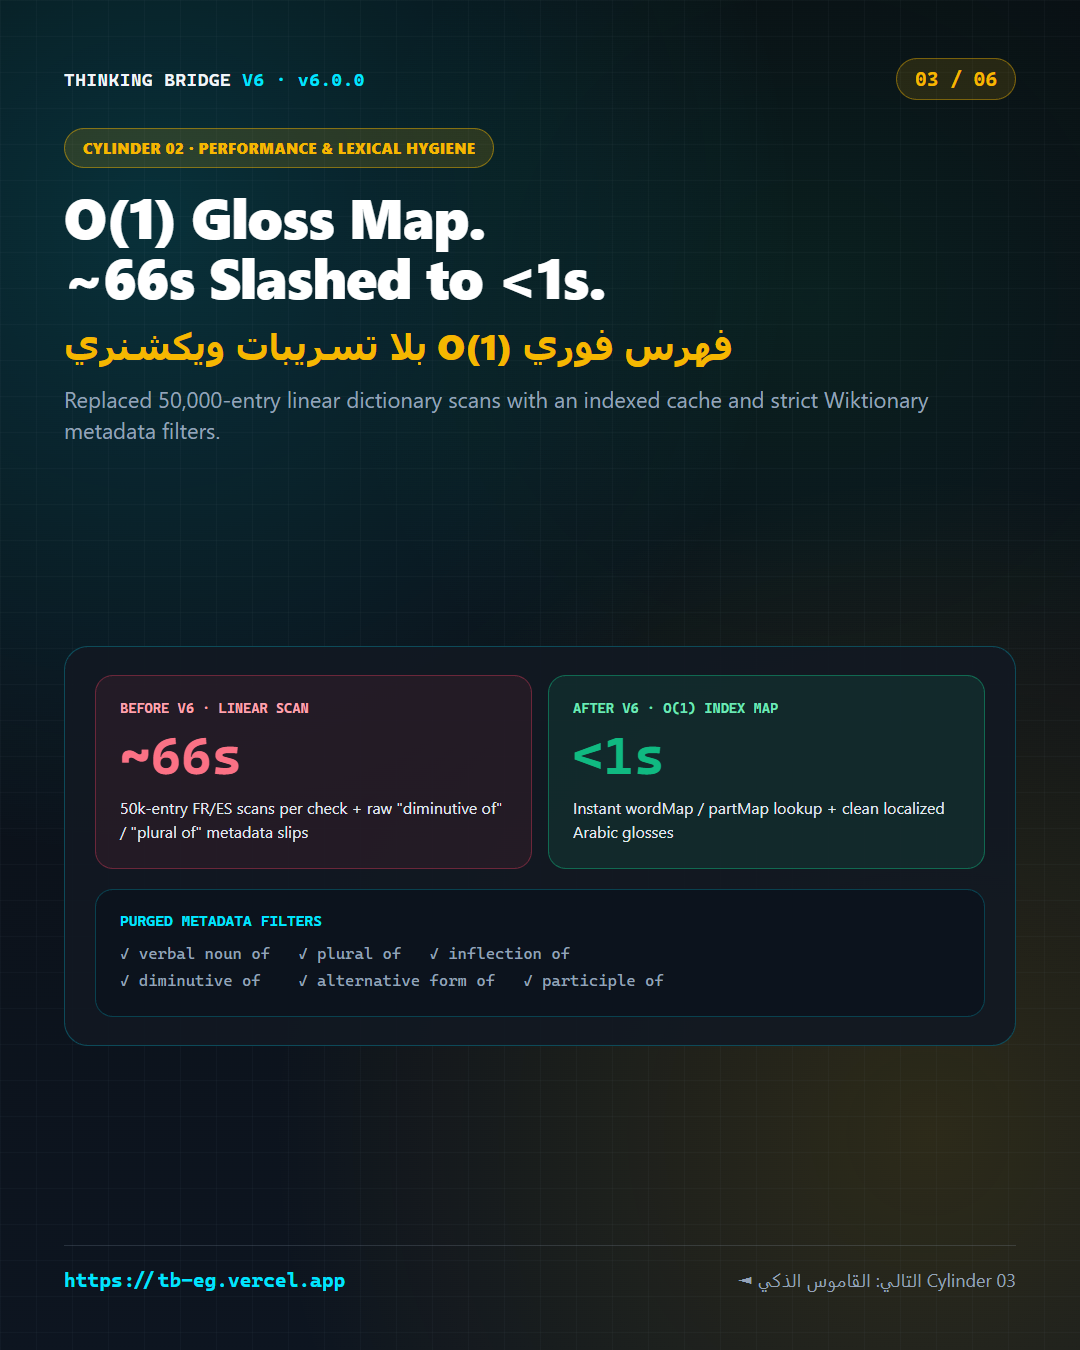 THINKING BRIDGE V6 · v6.0.0
03 / 06
CYLINDER 02 · PERFORMANCE & LEXICAL HYGIENE
O(1) Gloss Map.
~66s Slashed to <1s.
فهرس فوري O(1) بلا تسريبات ويكشنري
Replaced 50,000-entry linear dictionary scans with an indexed cache and strict Wiktionary
metadata filters.
BEFORE V6 · LINEAR SCAN
~66s
50k-entry FR/ES scans per check + raw "diminutive of"
/ "plural of" metadata slips
AFTER V6 · O(1) INDEX MAP
<1s
Instant wordMap / partMap lookup + clean localized
Arabic glosses
PURGED METADATA FILTERS
✓ verbal noun of ✓ plural of ✓ inflection of
✓ diminutive of ✓ alternative form of ✓ participle of
https://tb-eg.vercel.app
Cylinder 03 التالي: القاموس الذكي ◄